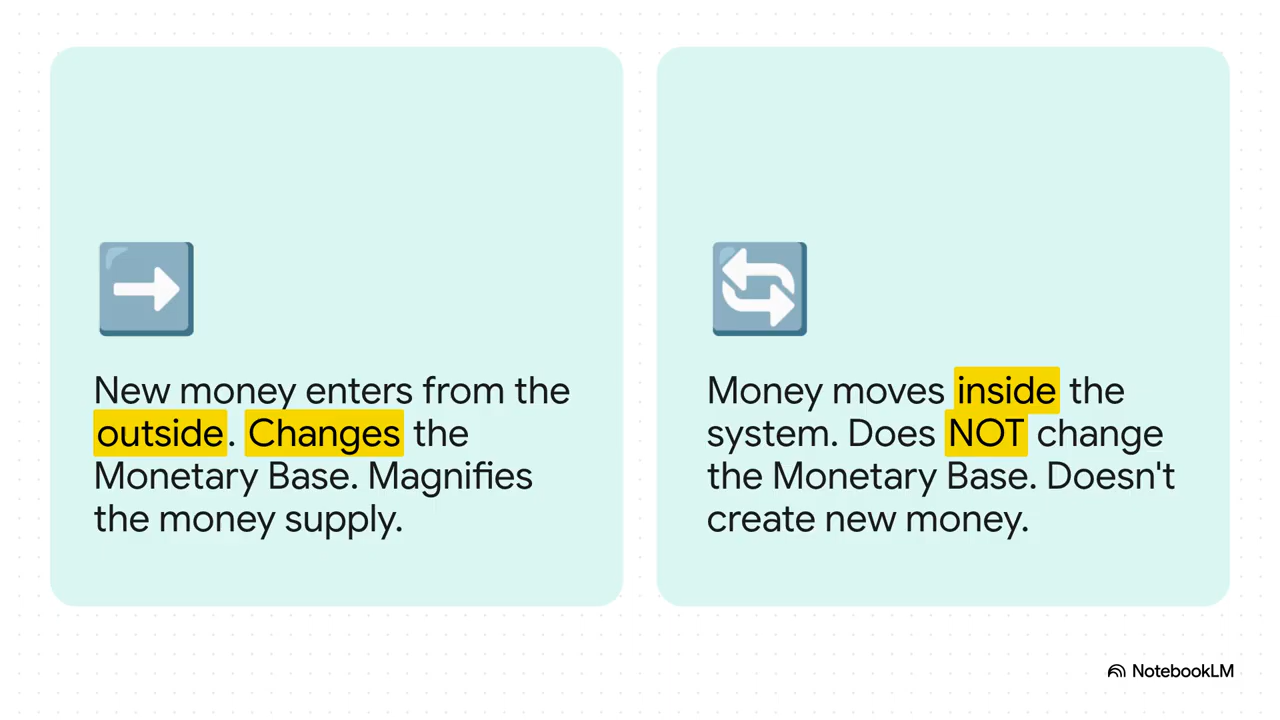 New money enters from the
outside. Changes the
Monetary Base. Magnifies
the money supply.
Money moves inside the
system. Does NOT change
the Monetary Base. Doesn't
create new money.
NotebookLM